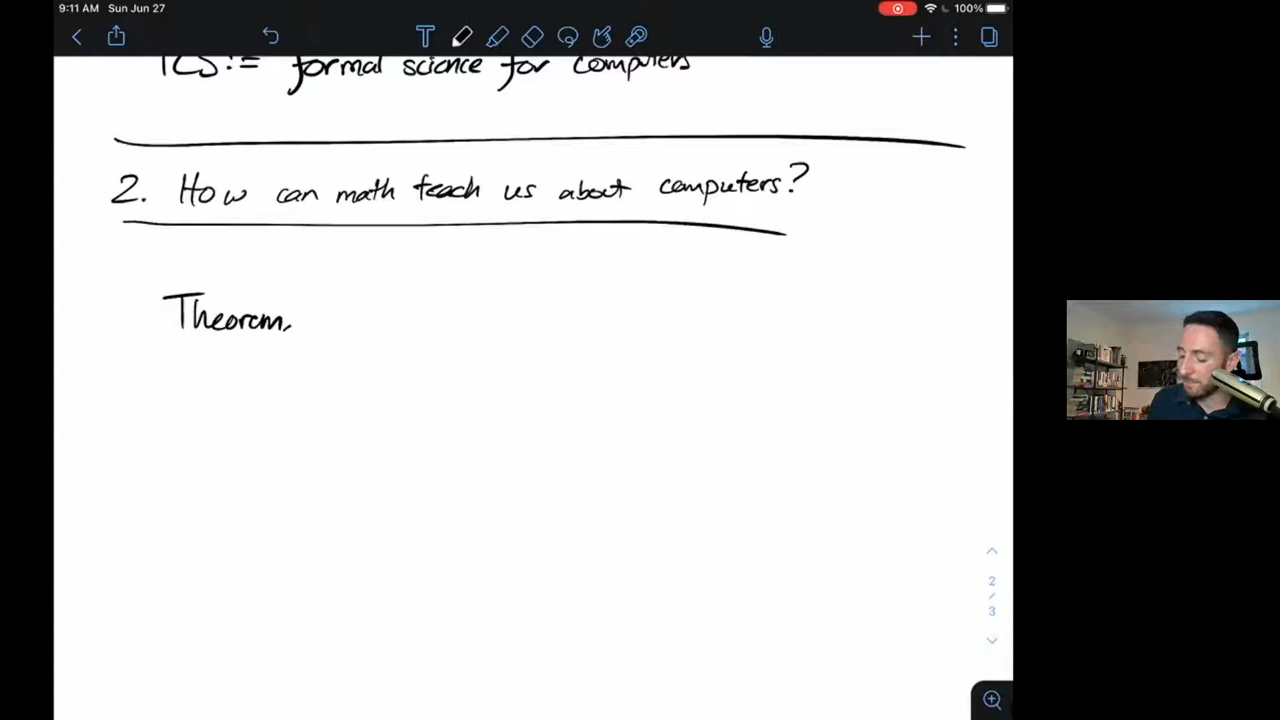 9:11 AM Sun Jun 27
100%
TCS := formal science for computers
2. How can math teach us about computers?
Theorem
2
3